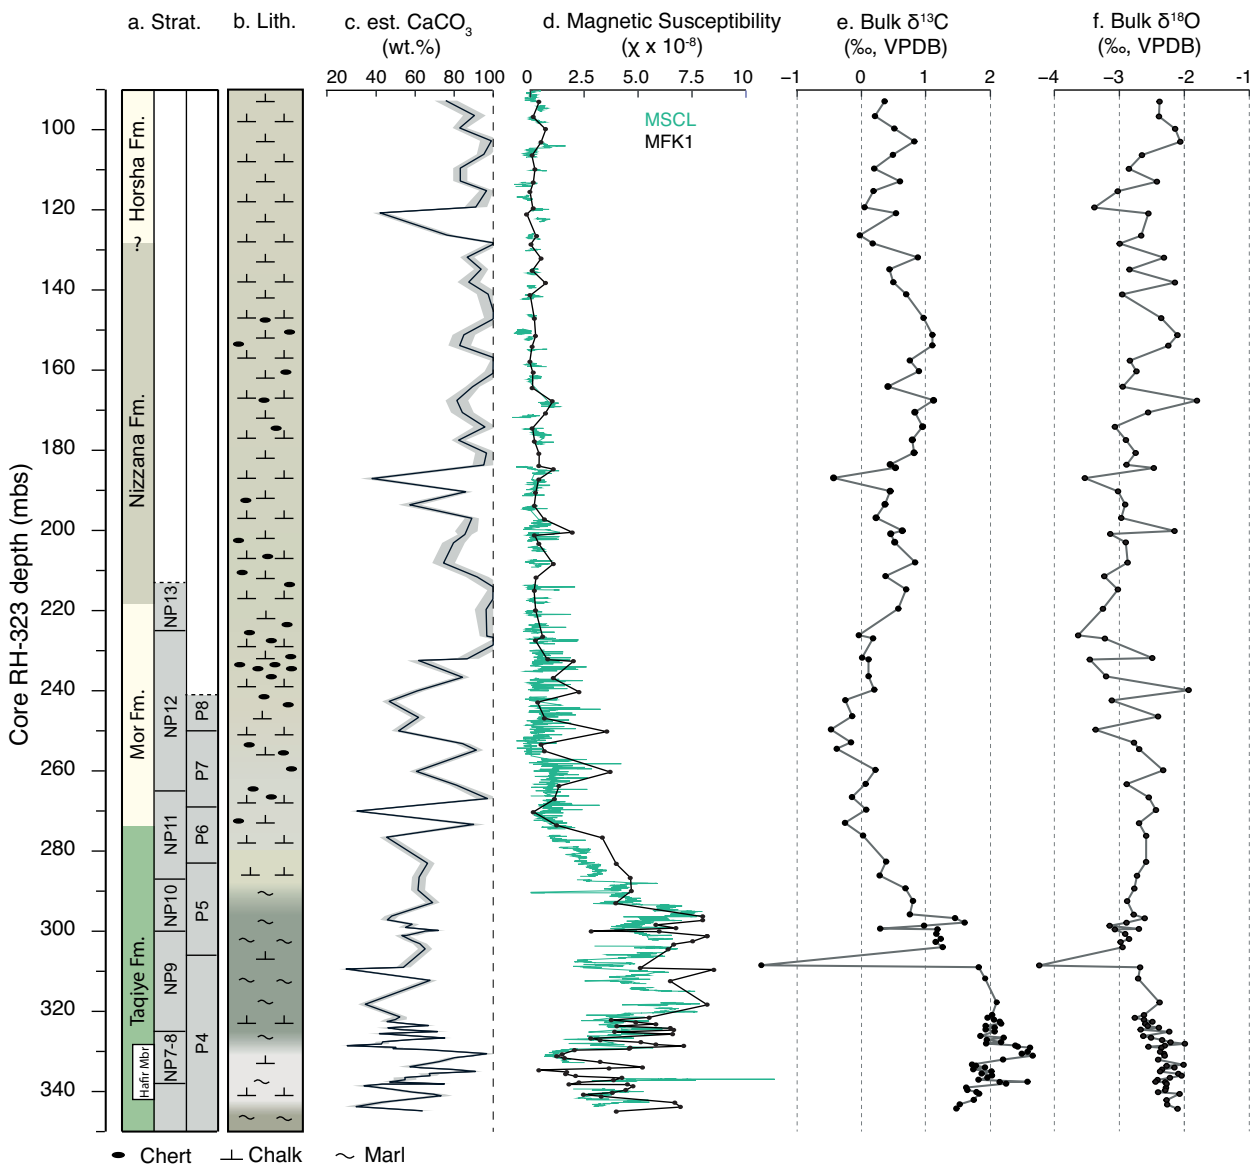 a. Strat.
b. Lith.
c. est. CaCO₃
(wt.%)
d. Magnetic Susceptibility
(χ x 10⁻⁸)
e. Bulk δ¹³C
(‰, VPDB)
f. Bulk δ¹⁸O
(‰, VPDB)
20 40 60 80 100
0 2.5 5.0 7.5 10
−1 0 1 2
−4 −3 -2 -1
MSCL
MFK1
Core RH-323 depth (mbs)
100
120
140
160
180
200
220
240
260
280
300
320
340
Horsha Fm.
?
Nizzana Fm.
Mor Fm.
Taqiye Fm.
Hafir Mbr
NP13
NP12
NP11
NP10
NP9
NP7-8
P8
P7
P6
P5
P4
Chert
Chalk
Marl